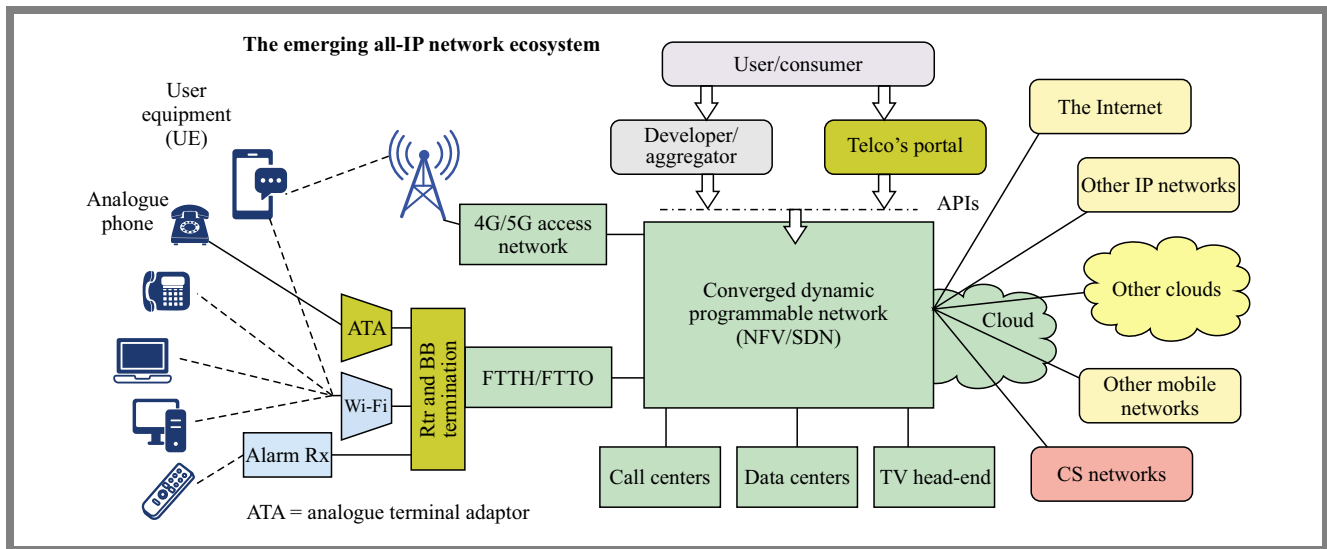 The emerging all-IP network ecosystem
User/consumer
User
equipment
(UE)
The Internet
Developer/
aggregator
Telco's portal
Other IP networks
Analogue
phone
APIs
4G/5G access
network
Converged dynamic
programmable network
(NFV/SDN)
Other clouds
Cloud
ATA
Rtr and BB
termination
FTTH/FTTO
Wi-Fi
Other mobile
networks
Alarm Rx
Call centers
Data centers
TV head-end
CS networks
ATA = analogue terminal adaptor